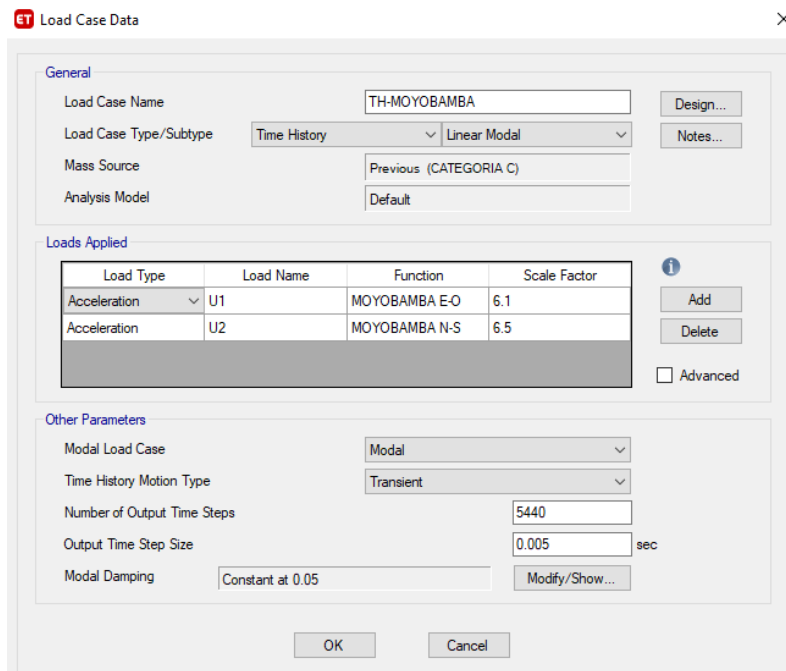 ET Load Case Data
General
Load Case Name TH-MOYOBAMBA Design...
Load Case Type/Subtype Time History Linear Modal Notes...
Mass Source Previous (CATEGORIA C)
Analysis Model Default
Loads Applied
Load Type Load Name Function Scale Factor
Acceleration U1 MOYOBAMBA E-O 6.1 Add
Acceleration U2 MOYOBAMBA N-S 6.5 Delete
Advanced
Other Parameters
Modal Load Case Modal
Time History Motion Type Transient
Number of Output Time Steps 5440
Output Time Step Size 0.005 sec
Modal Damping Constant at 0.05 Modify/Show...
OK Cancel